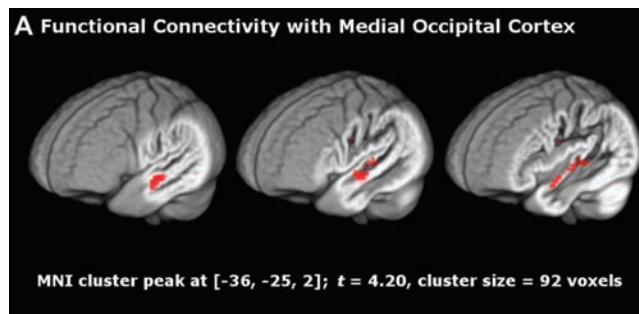 A Functional Connectivity with Medial Occipital Cortex
MNI cluster peak at [-36, -25, 2]; t = 4.20, cluster size = 92 voxels